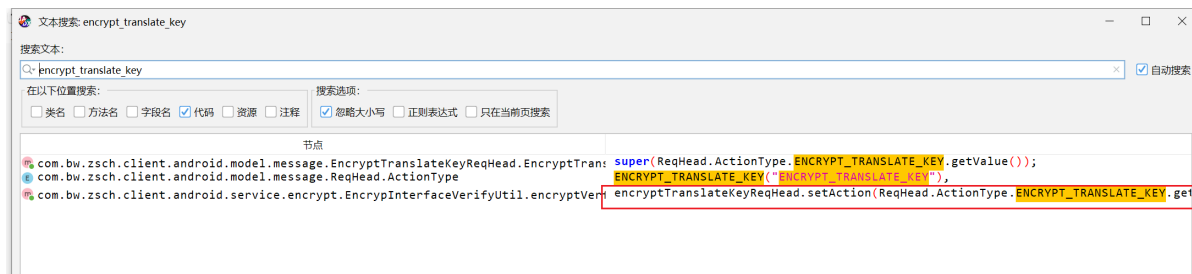 文本搜索: encrypt_translate_key
搜索文本:
encrypt_translate_key
自动搜索
在以下位置搜索:
搜索选项:
类名 方法名 字段名 代码 资源 注释 忽略大小写 正则表达式 只在当前页搜索
节点
com.bw.zsch.client.android.model.message.EncryptTranslateKeyReqHead.EncryptTrans super(ReqHead.ActionType.ENCRYPT_TRANSLATE_KEY.getValue());
com.bw.zsch.client.android.model.message.ReqHead.ActionType ENCRYPT_TRANSLATE_KEY("ENCRYPT_TRANSLATE_KEY"),
com.bw.zsch.client.android.service.encrypt.EncrypInterfaceVerifyUtil.encryptVer encryptTranslateKeyReqHead.setAction(ReqHead.ActionType.ENCRYPT_TRANSLATE_KEY.get